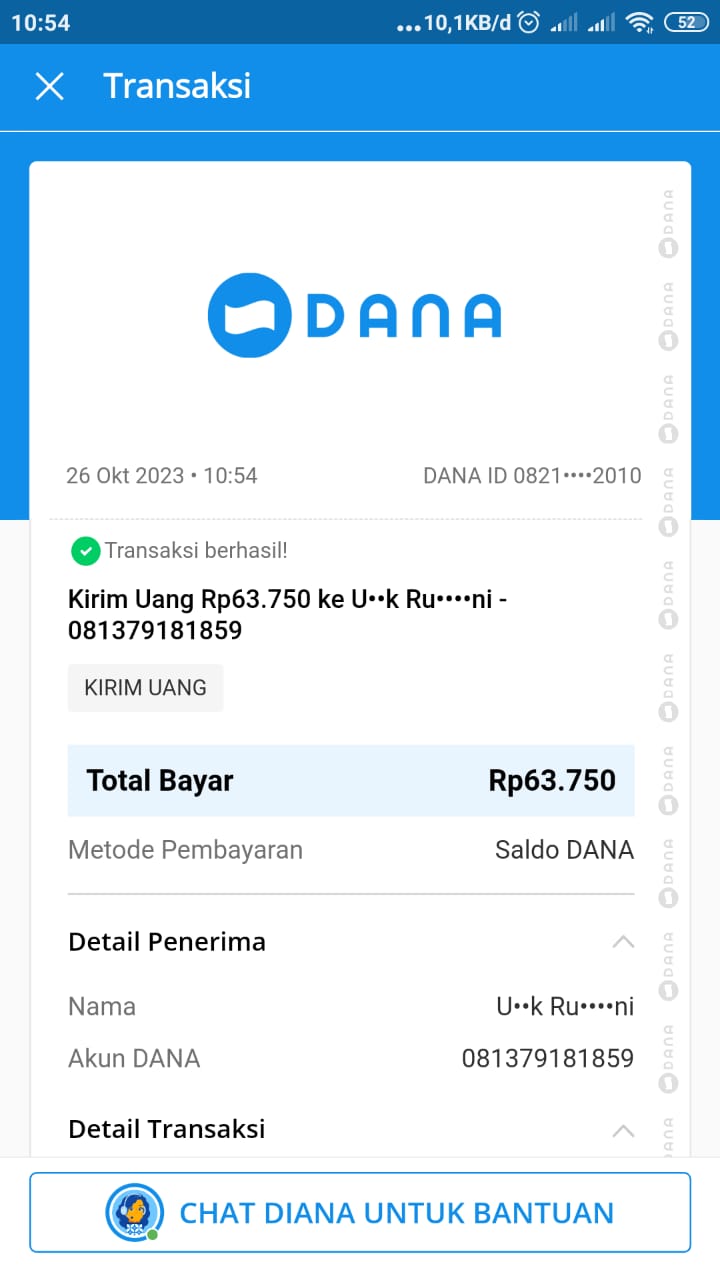 10:54
...10,1KB/d
52
Transaksi
DANA
26 Okt 2023 • 10:54
DANA ID 0821••••2010
Transaksi berhasil!
Kirim Uang Rp63.750 ke U••k Ru••••ni -
081379181859
KIRIM UANG
Total Bayar
Rp63.750
Metode Pembayaran
Saldo DANA
Detail Penerima
Nama
U••k Ru••••ni
Akun DANA
081379181859
Detail Transaksi
CHAT DIANA UNTUK BANTUAN
DANA
DANA
DANA
DANA
DANA
DANA
DANA
DANA
DANA
DANA
DANA